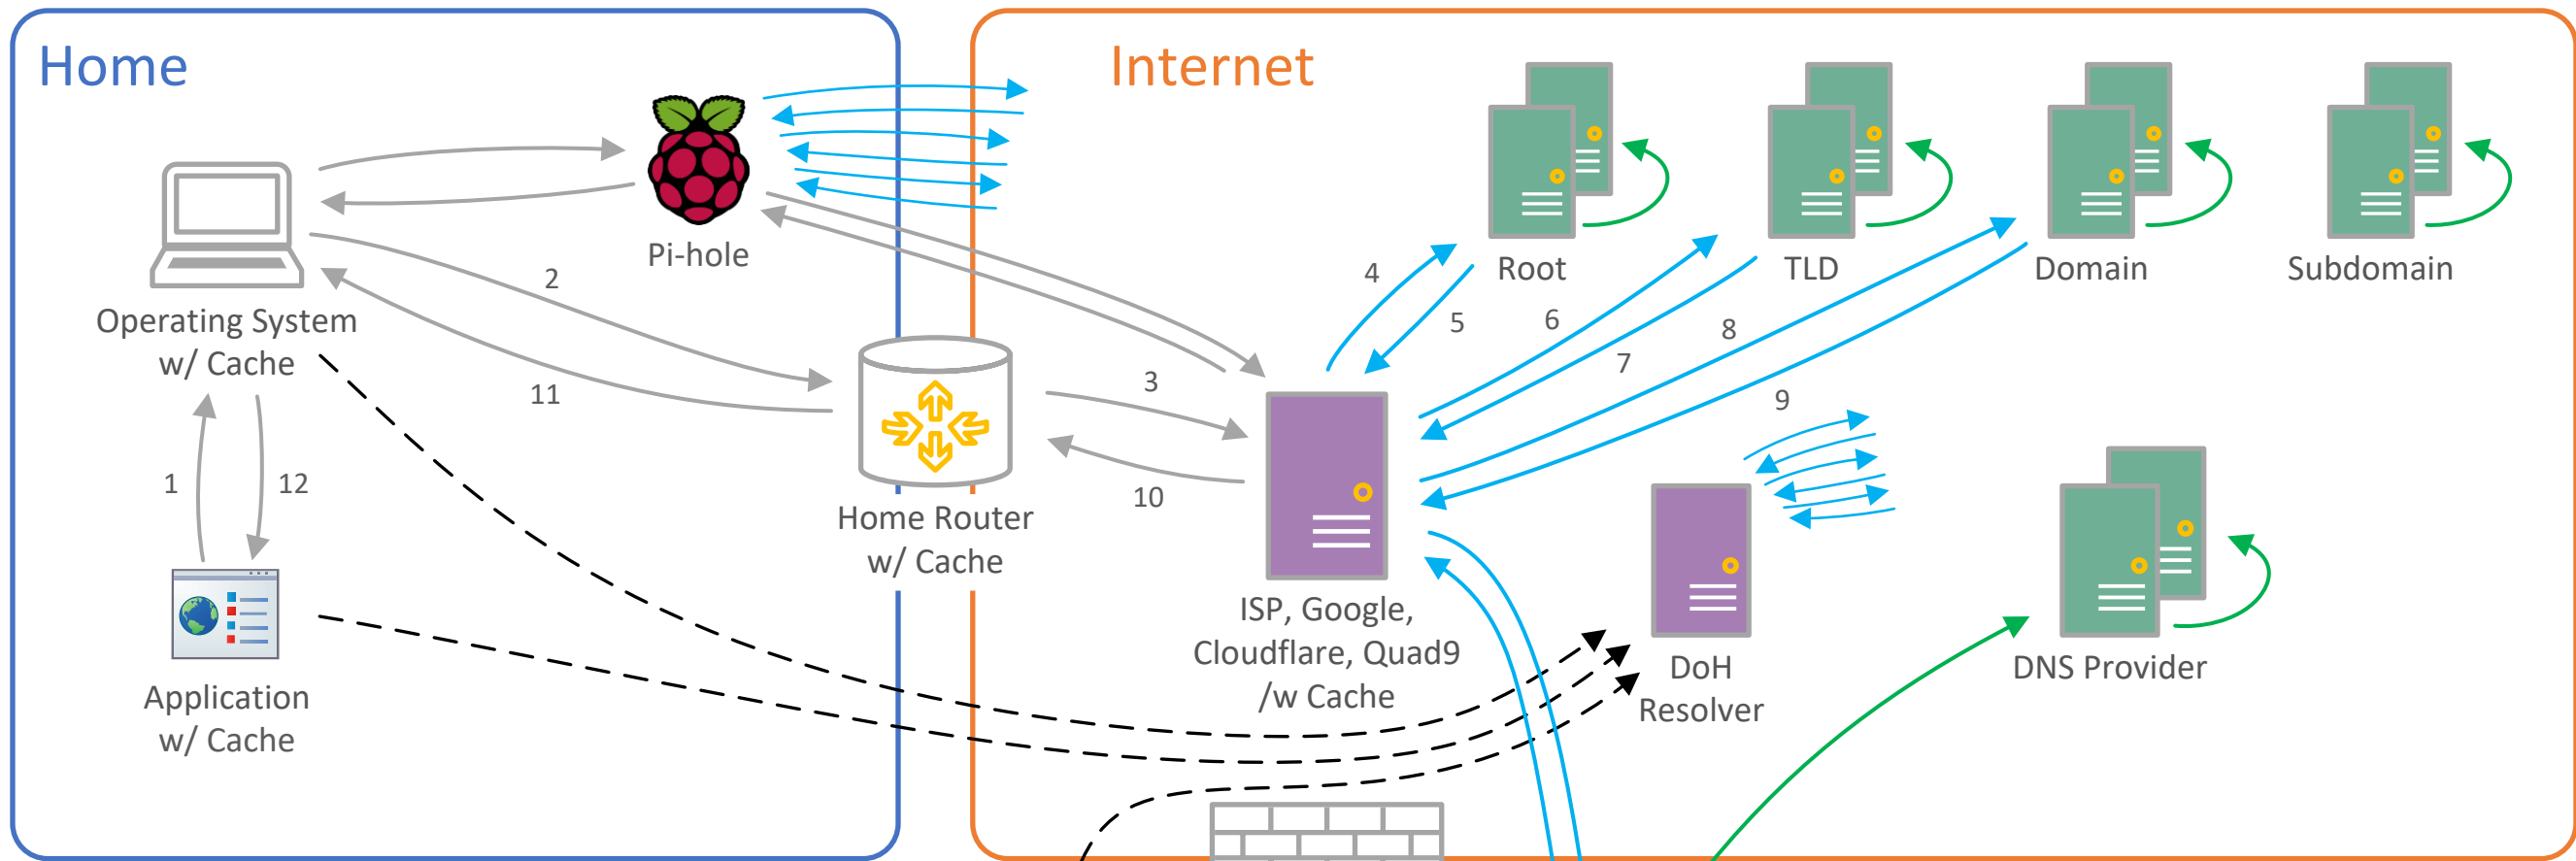 Home
Internet
Pi-hole
Root
TLD
Domain
Subdomain
2
4
5
6
7
8
9
Operating System
w/ Cache
11
3
10
1
12
Home Router
w/ Cache
ISP, Google,
Cloudflare, Quad9
/w Cache
DoH
Resolver
DNS Provider
Application
w/ Cache